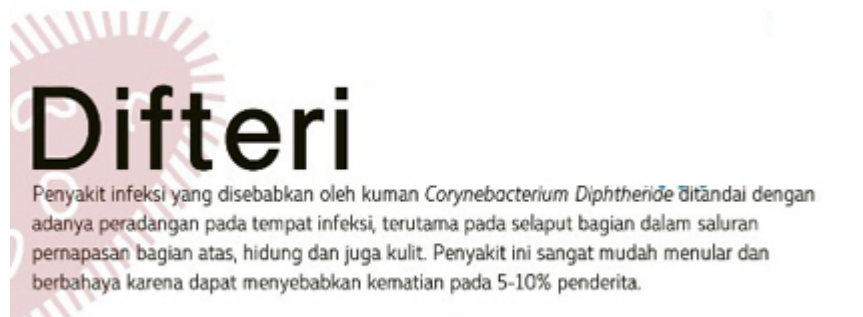 Difteri
Penyakit infeksi yang disebabkan oleh kuman Corynebacterium Diphtheriae ditandai dengan
adanya peradangan pada tempat infeksi, terutama pada selaput bagian dalam saluran
pernapasan bagian atas, hidung dan juga kulit. Penyakit ini sangat mudah menular dan
berbahaya karena dapat menyebabkan kematian pada 5-10% penderita.